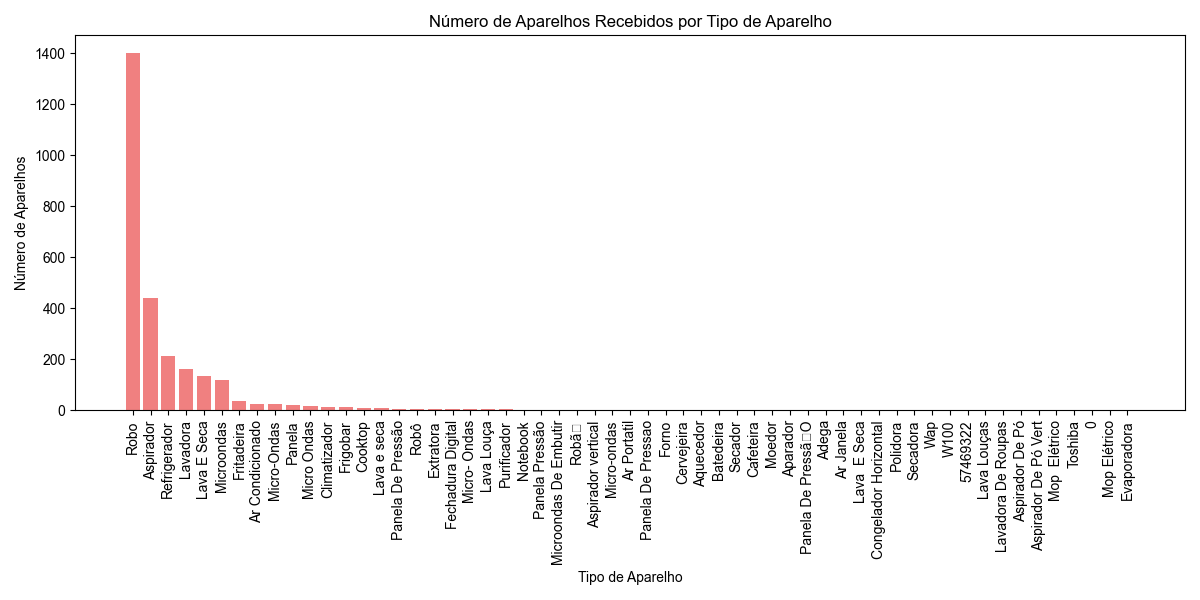 Número de Aparelhos Recebidos por Tipo de Aparelho
Número de Aparelhos
1400
1200
1000
800
600
400
200
0
Robo
Aspirador
Refrigerador
Lavadora
Lava E Seca
Microondas
Fritadeira
Ar Condicionado
Micro-Ondas
Panela
Micro Ondas
Climatizador
Frigobar
Cooktop
Lava e seca
Panela De Pressão
Robô
Extratora
Fechadura Digital
Micro- Ondas
Lava Louça
Purificador
Notebook
Panela Pressão
Microondas De Embutir
Robã□
Aspirador vertical
Micro-ondas
Ar Portatil
Panela De Pressao
Forno
Cervejeira
Aquecedor
Batedeira
Secador
Cafeteira
Moedor
Aparador
Panela De Pressã□O
Adega
Ar Janela
Lava  E Seca
Congelador Horizontal
Polidora
Secadora
Wap
W100
57469322
Lava Louças
Lavadora De Roupas
Aspirador De Pó
Aspirador De Pó Vert
Mop  Elétrico
Toshiba
0
Mop Elétrico
Evaporadora
Tipo de Aparelho